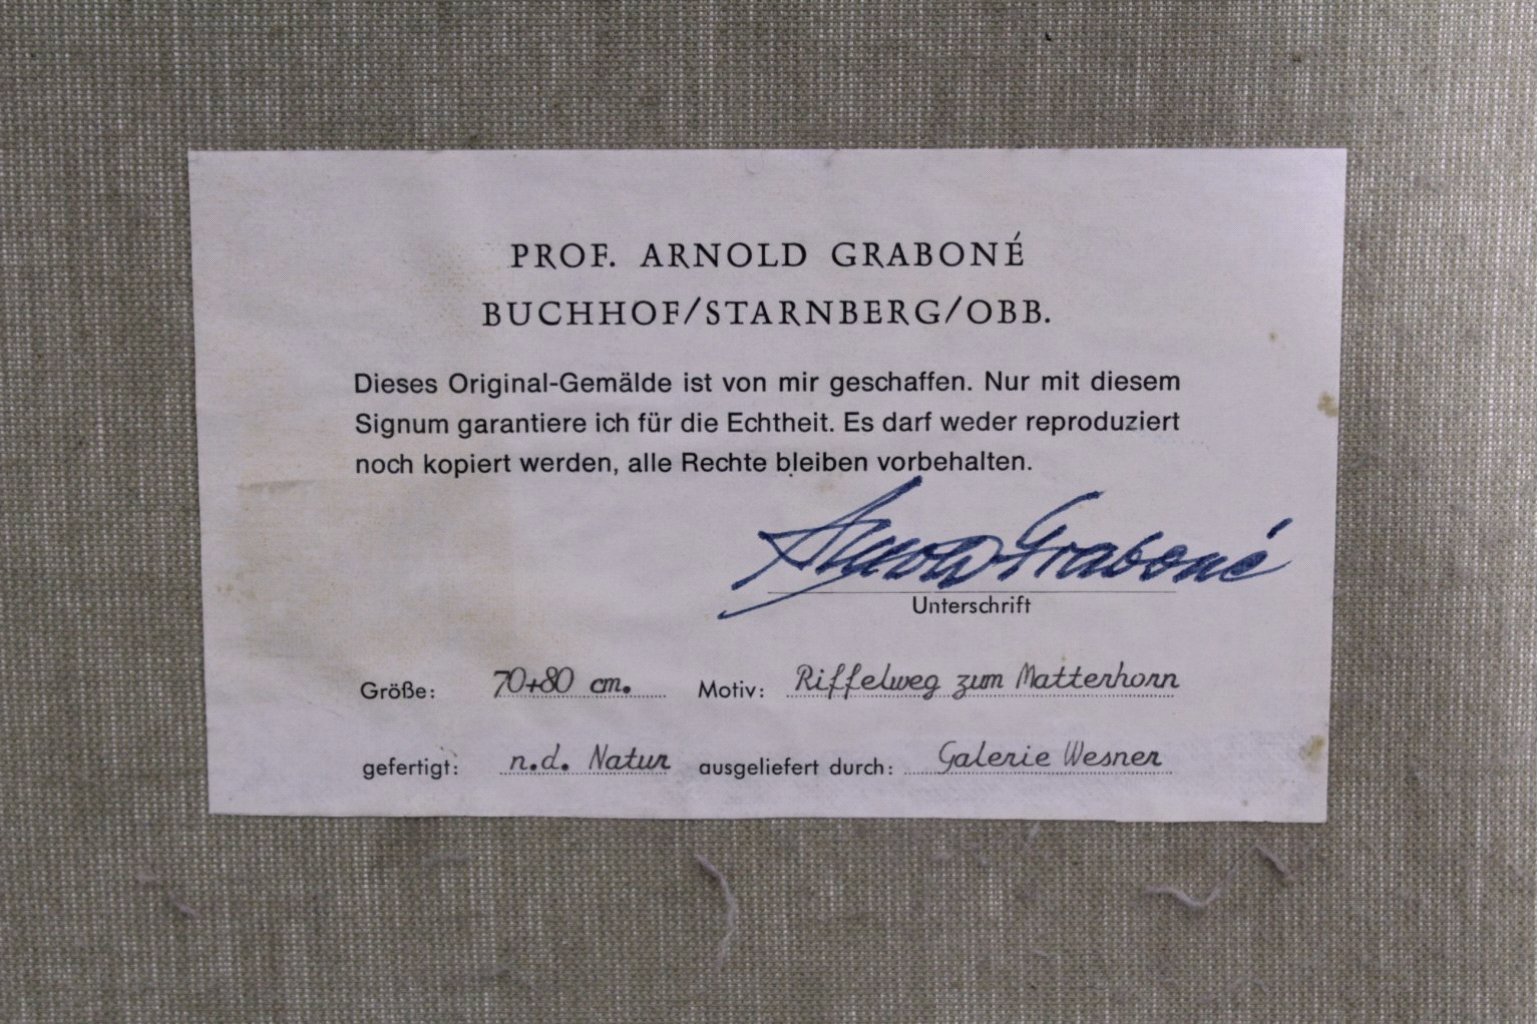 PROF. ARNOLD GRABONÉ
BUCHHOF/STARNBERG/OBB.
Dieses Original-Gemälde ist von mir geschaffen. Nur mit diesem
Signum garantiere ich für die Echtheit. Es darf weder reproduziert
noch kopiert werden, alle Rechte bleiben vorbehalten.
Arnold Graboné
Unterschrift
Größe: 70+80 cm. Motiv: Riffelweg zum Matterhorn
gefertigt: n.d. Natur ausgeliefert durch: Galerie Wesner